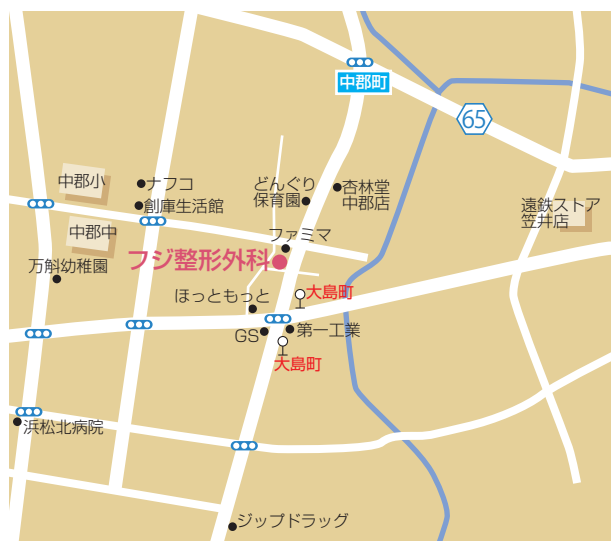 中郡町
65
中郡小
ナフコ
どんぐり
保育園
杏林堂
中郡店
創庫生活館
遠鉄ストア
笠井店
中郡中
ファミマ
万斛幼稚園
フジ整形外科
ほっともっと
大島町
GS
第一工業
大島町
浜松北病院
ジップドラッグ